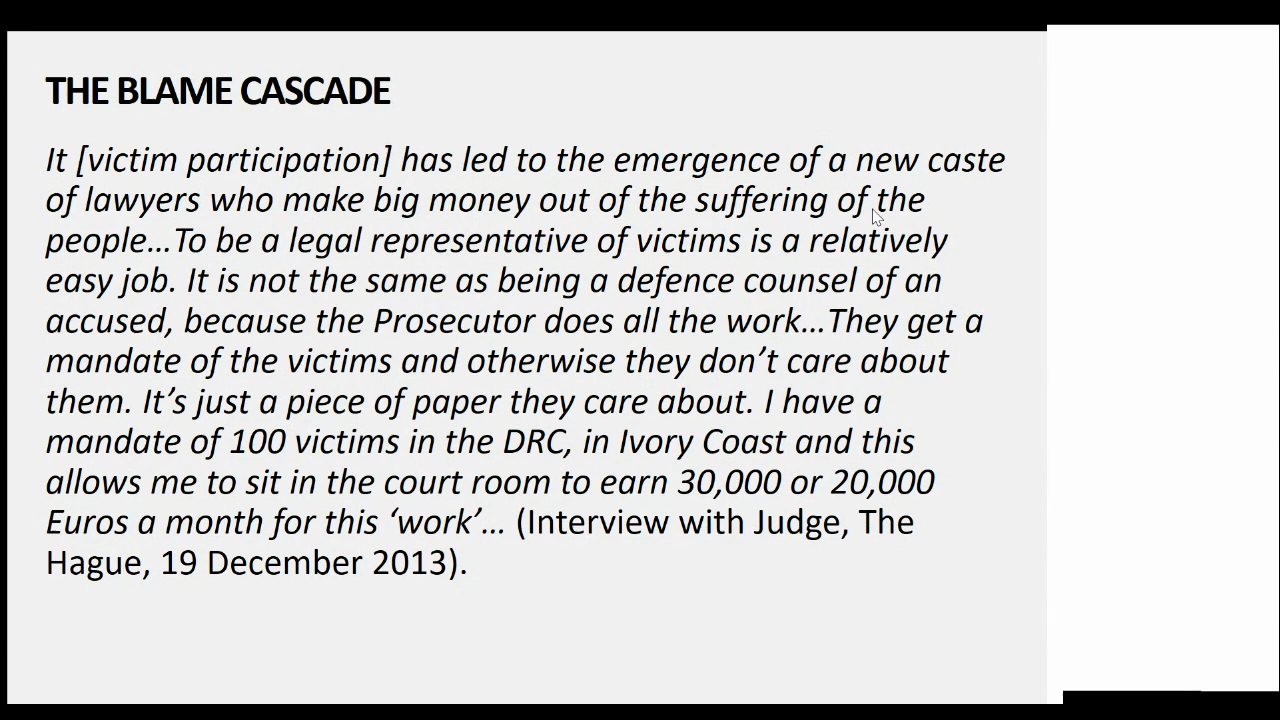 THE BLAME CASCADE
It [victim participation] has led to the emergence of a new caste
of lawyers who make big money out of the suffering of the
people…To be a legal representative of victims is a relatively
easy job. It is not the same as being a defence counsel of an
accused, because the Prosecutor does all the work…They get a
mandate of the victims and otherwise they don’t care about
them. It’s just a piece of paper they care about. I have a
mandate of 100 victims in the DRC, in Ivory Coast and this
allows me to sit in the court room to earn 30,000 or 20,000
Euros a month for this ‘work’… (Interview with Judge, The
Hague, 19 December 2013).